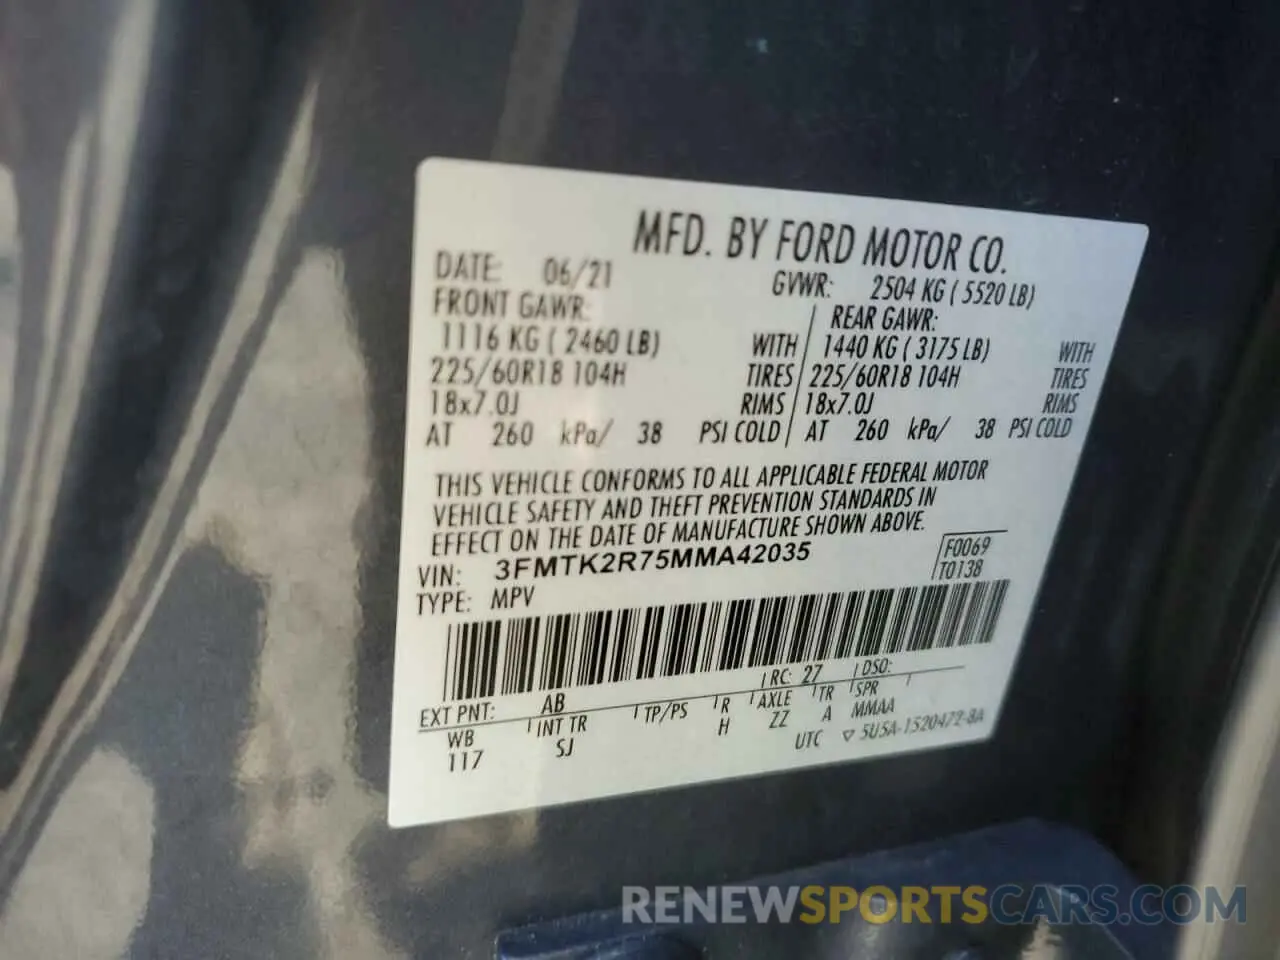 MFD. BY FORD MOTOR CO.
DATE: 06/21 GVWR: 2504 KG ( 5520 LB)
FRONT GAWR: REAR GAWR:
1116 KG ( 2460 LB) WITH 1440 KG ( 3175 LB) WITH
225/60R18 104H TIRES 225/60R18 104H TIRES
18x7.0J RIMS 18x7.0J RIMS
AT 260 kPa/ 38 PSI COLD AT 260 kPa/ 38 PSI COLD
THIS VEHICLE CONFORMS TO ALL APPLICABLE FEDERAL MOTOR
VEHICLE SAFETY AND THEFT PREVENTION STANDARDS IN
EFFECT ON THE DATE OF MANUFACTURE SHOWN ABOVE.
VIN: 3FMTK2R75MMA42035 F0069
TYPE: MPV T0138
EXT PNT: AB RC: 27 DSO:
WB INT TR TP/PS R AXLE TR SPR
117 SJ H ZZ A MMAA
UTC ▽ 5U5A-1520472-BA
RENEWSPORTSCARS.COM